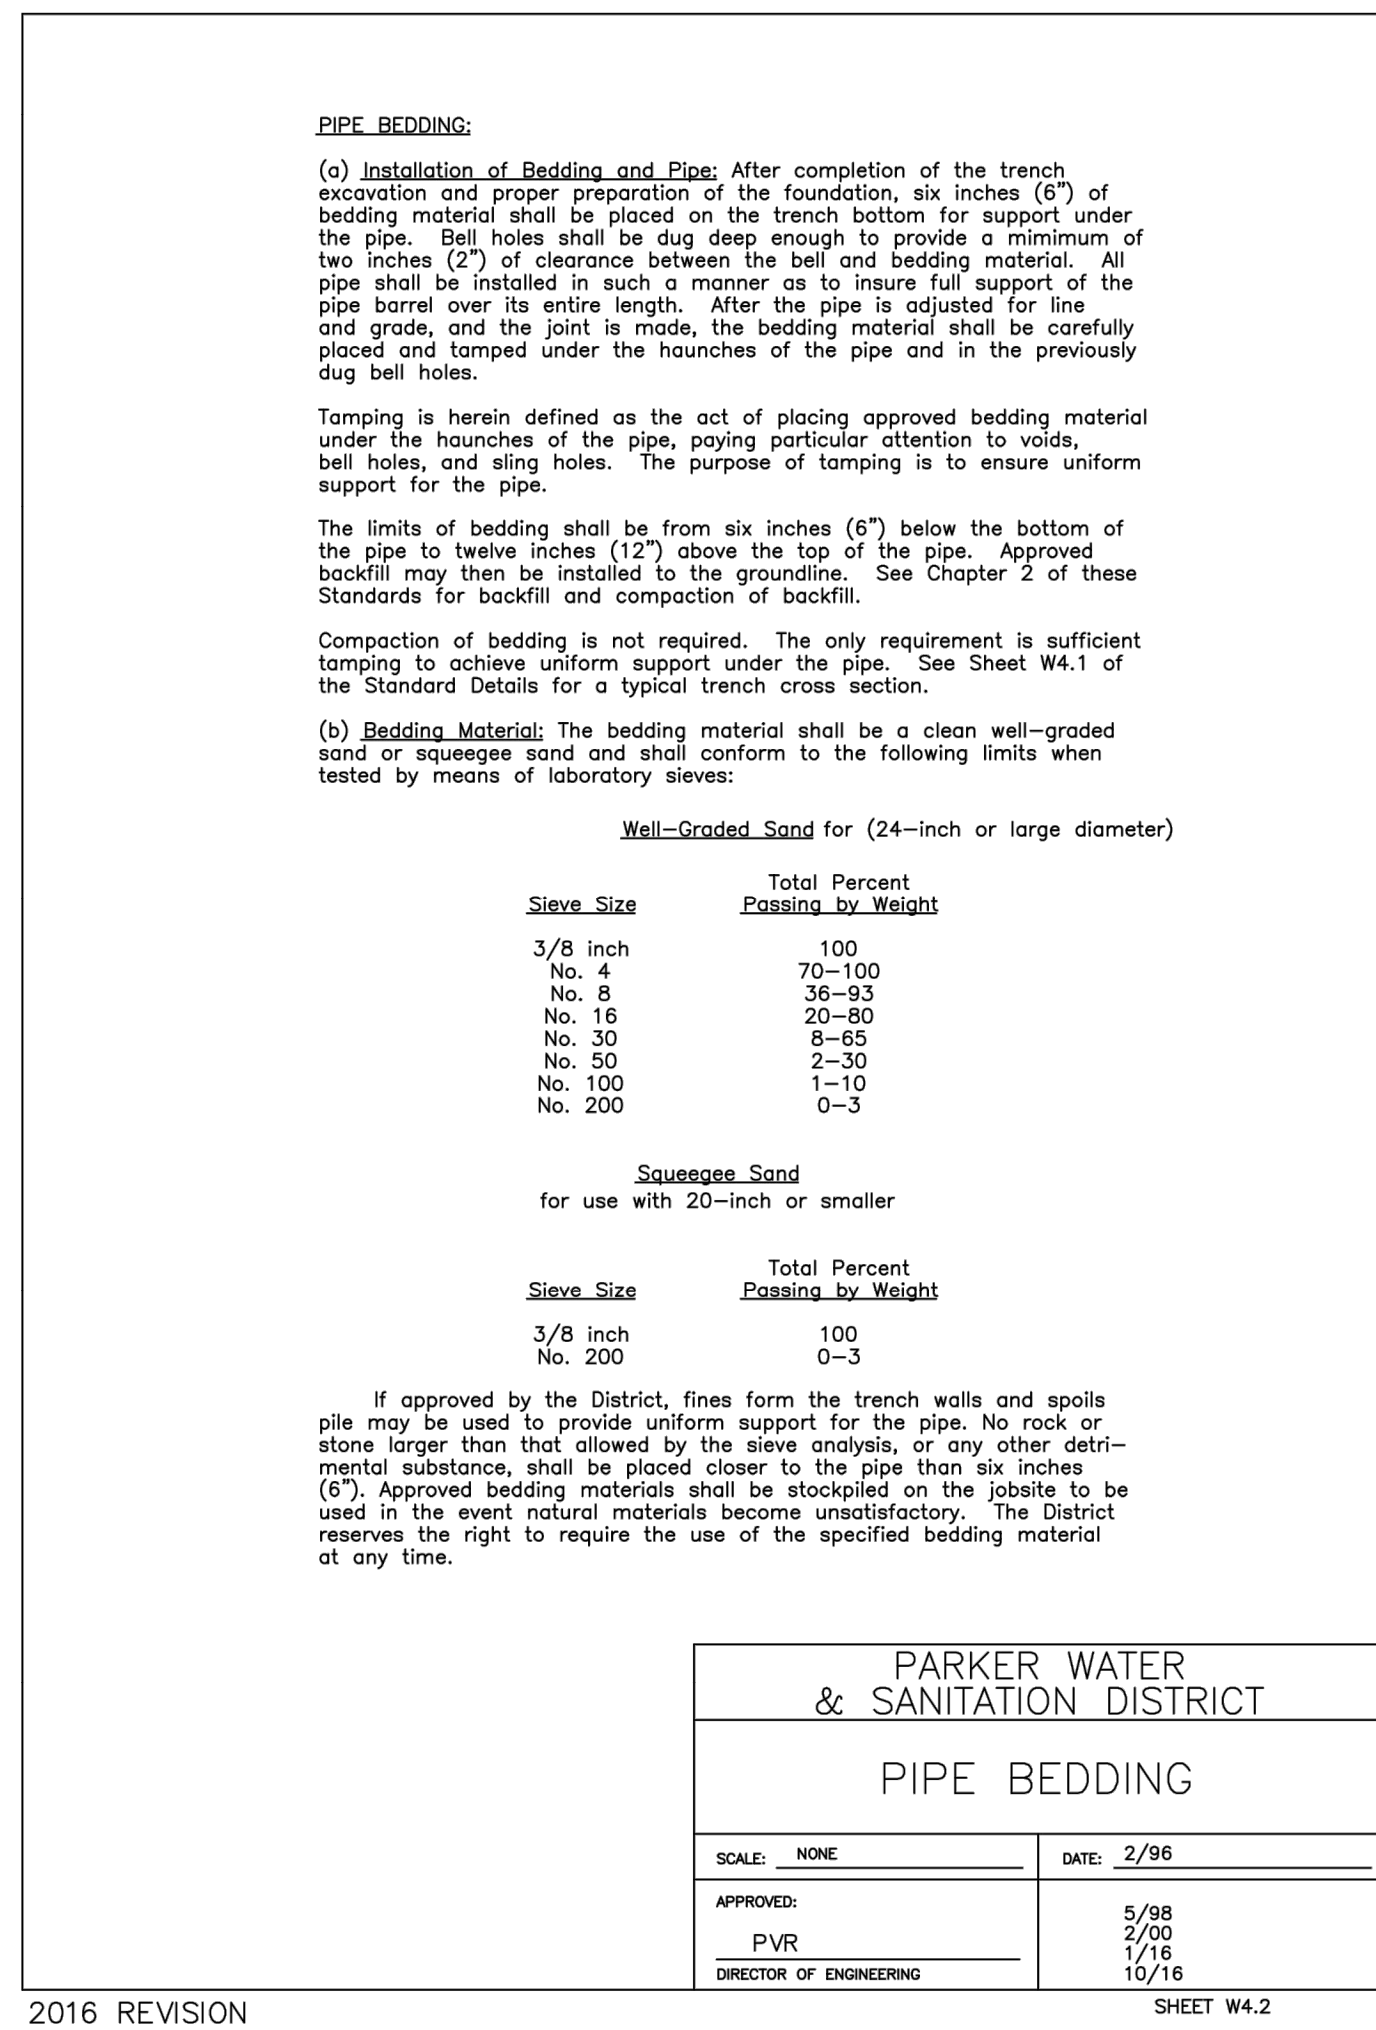 PIPE BEDDING:
(a) Installation of Bedding and Pipe: After completion of the trench
excavation and proper preparation of the foundation, six inches (6") of
bedding material shall be placed on the trench bottom for support under
the pipe. Bell holes shall be dug deep enough to provide a mimimum of
two inches (2") of clearance between the bell and bedding material. All
pipe shall be installed in such a manner as to insure full support of the
pipe barrel over its entire length. After the pipe is adjusted for line
and grade, and the joint is made, the bedding material shall be carefully
placed and tamped under the haunches of the pipe and in the previously
dug bell holes.
Tamping is herein defined as the act of placing approved bedding material
under the haunches of the pipe, paying particular attention to voids,
bell holes, and sling holes. The purpose of tamping is to ensure uniform
support for the pipe.
The limits of bedding shall be from six inches (6") below the bottom of
the pipe to twelve inches (12") above the top of the pipe. Approved
backfill may then be installed to the groundline. See Chapter 2 of these
Standards for backfill and compaction of backfill.
Compaction of bedding is not required. The only requirement is sufficient
tamping to achieve uniform support under the pipe. See Sheet W4.1 of
the Standard Details for a typical trench cross section.
(b) Bedding Material: The bedding material shall be a clean well-graded
sand or squeegee sand and shall conform to the following limits when
tested by means of laboratory sieves:
Well-Graded Sand for (24-inch or large diameter)
Total Percent
Sieve Size Passing by Weight
3/8 inch 100
No. 4 70-100
No. 8 36-93
No. 16 20-80
No. 30 8-65
No. 50 2-30
No. 100 1-10
No. 200 0-3
Squeegee Sand
for use with 20-inch or smaller
Total Percent
Sieve Size Passing by Weight
3/8 inch 100
No. 200 0-3
If approved by the District, fines form the trench walls and spoils
pile may be used to provide uniform support for the pipe. No rock or
stone larger than that allowed by the sieve analysis, or any other detri-
mental substance, shall be placed closer to the pipe than six inches
(6"). Approved bedding materials shall be stockpiled on the jobsite to be
used in the event natural materials become unsatisfactory. The District
reserves the right to require the use of the specified bedding material
at any time.
PARKER WATER
& SANITATION DISTRICT
PIPE BEDDING
SCALE: NONE DATE: 2/96
APPROVED:
5/98
2/00
PVR
1/16
DIRECTOR OF ENGINEERING 10/16
2016 REVISION SHEET W4.2